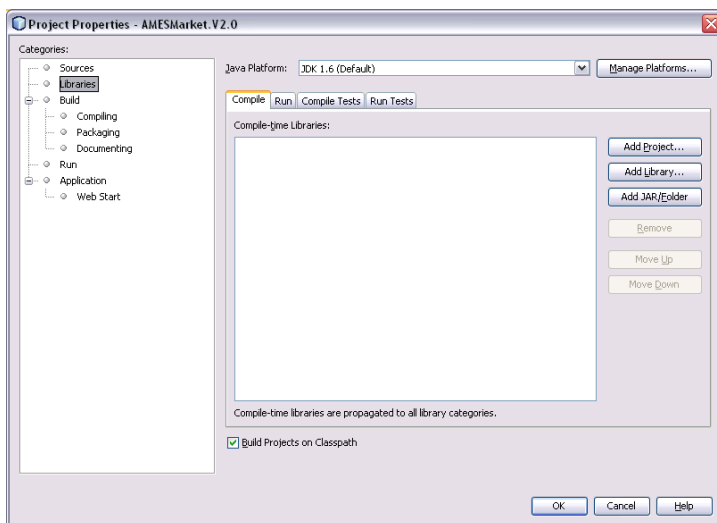 Project Properties - AMESMarket.V2.0
Categories:
Sources
Libraries
Build
Compiling
Packaging
Documenting
Run
Application
Web Start
Java Platform: JDK 1.6 (Default) Manage Platforms...
Compile Run Compile Tests Run Tests
Compile-time Libraries:
Add Project...
Add Library...
Add JAR/Folder
Remove
Move Up
Move Down
Compile-time libraries are propagated to all library categories.
Build Projects on Classpath
OK Cancel Help